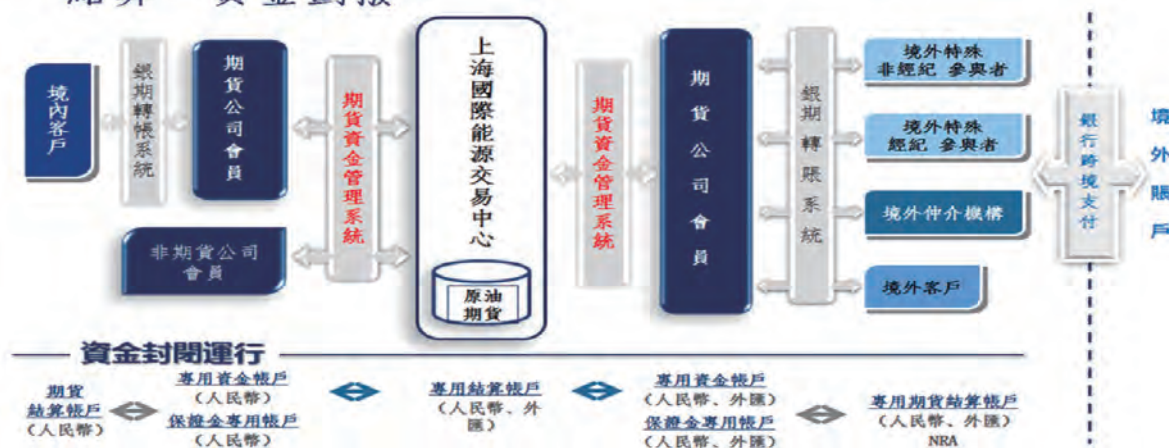 境內客戶
銀期轉帳系統
期貨公司會員
非期貨公司
會員
期貨資金管理系統
上海國際能源交易中心
原油
期貨
期貨資金管理系統
期貨公司會員
銀期轉賬系統
境外特殊
非經紀 參與者
境外特殊
經紀 參與者
境外仲介機構
境外客戶
銀行跨境支付
境外賬戶
資金封閉運行
期貨
結算帳戶
（人民幣）
專用資金帳戶
（人民幣）
保證金專用帳戶
（人民幣）
專用結算帳戶
（人民幣、外
匯）
專用資金帳戶
（人民幣、外匯）
保證金專用帳戶
（人民幣、外匯）
專用期貨結算帳戶
（人民幣、外匯）
NRA